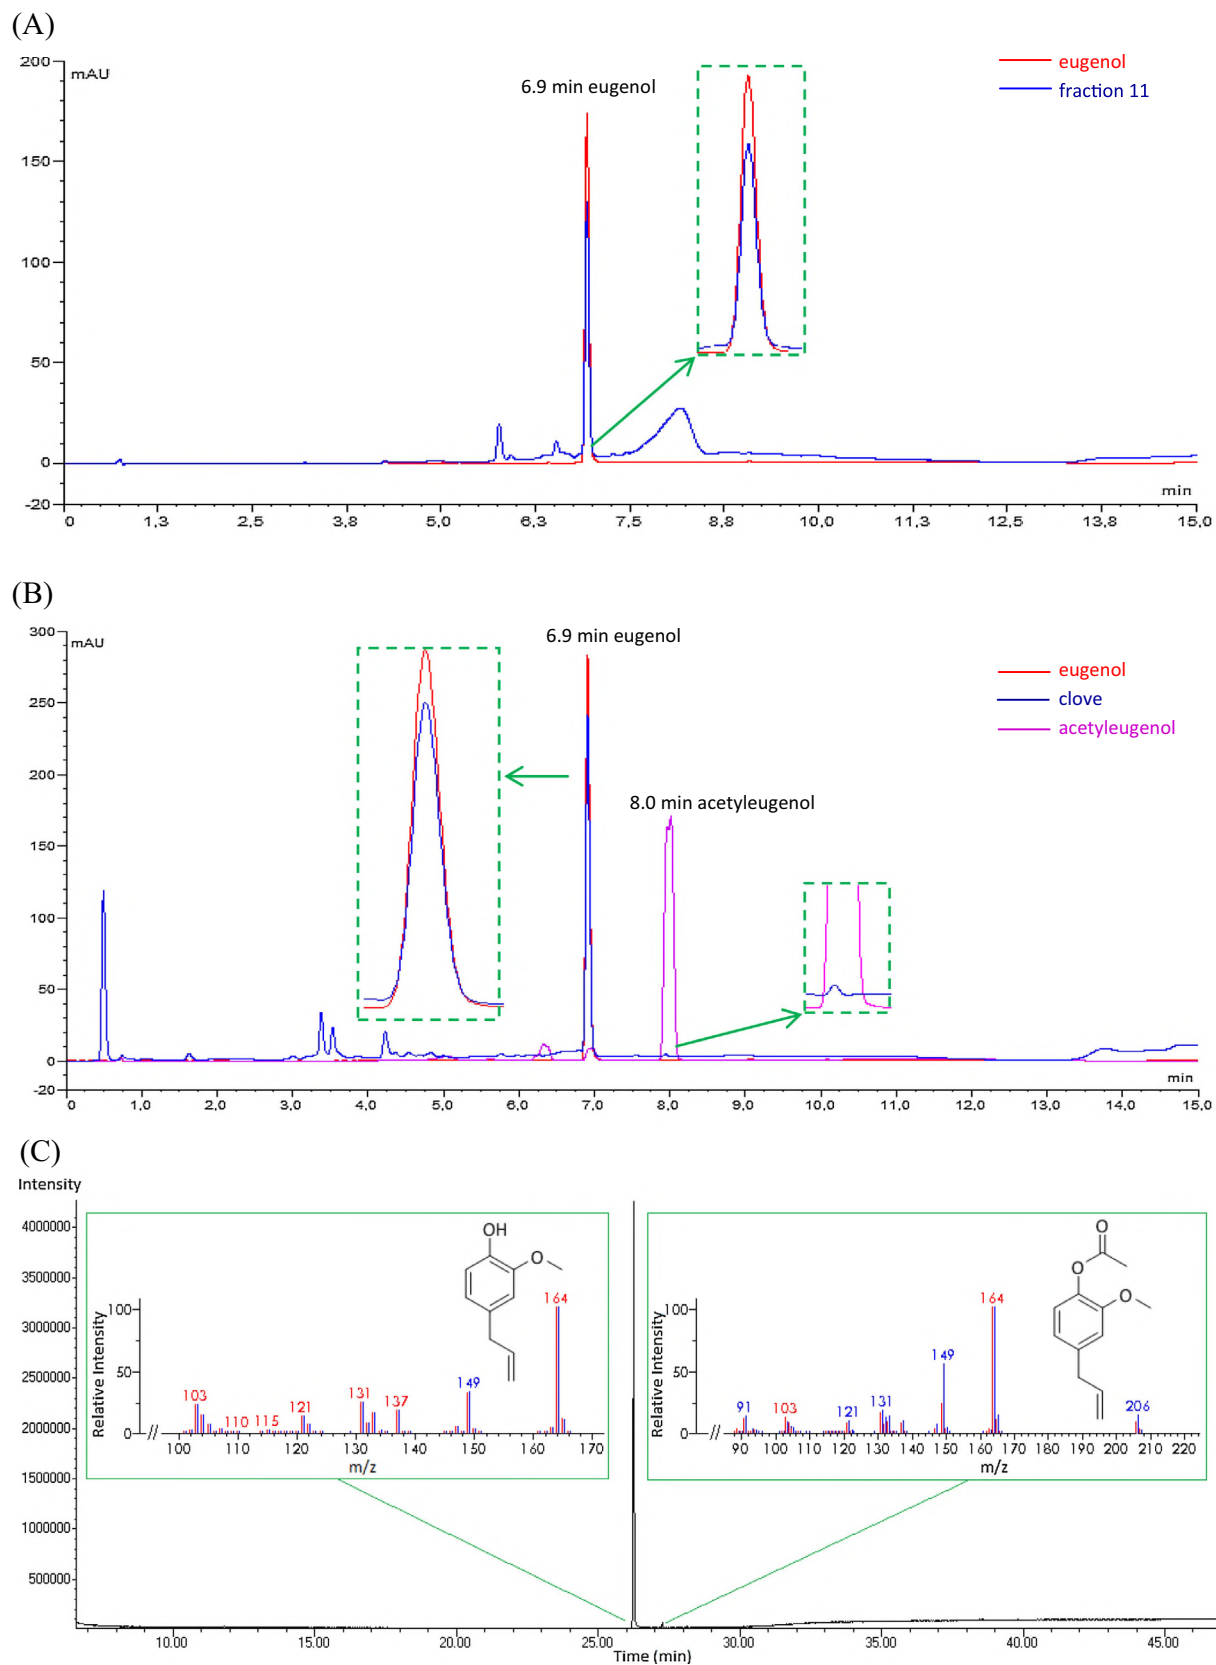 (A)
200
mAU
150
100
50
0
-20
6.9 min eugenol
eugenol
fraction 11
min
0 1,3 2,5 3,8 5,0 6,3 7,5 8,8 10,0 11,3 12,5 13,8 15,0
(B)
300
mAU
250
200
150
100
50
0
-20
6.9 min eugenol
8.0 min acetyleugenol
eugenol
clove
acetyleugenol
min
0 1,0 2,0 3,0 4,0 5,0 6,0 7,0 8,0 9,0 10,0 11,0 12,0 13,0 14,0 15,0
(C)
Intensity
4000000
3500000
3000000
2500000
2000000
1500000
1000000
500000
Relative Intensity
100
50
0
103 110 115 121 131 137 149 164
OH
O
100 110 120 130 140 150 160 170
m/z
Relative Intensity
100
50
0
91 103 121 131 149 164 206
O
O
O
90 100 110 120 130 140 150 160 170 180 190 200 210 220
m/z
10.00 15.00 20.00 25.00 30.00 35.00 40.00 45.00
Time (min)